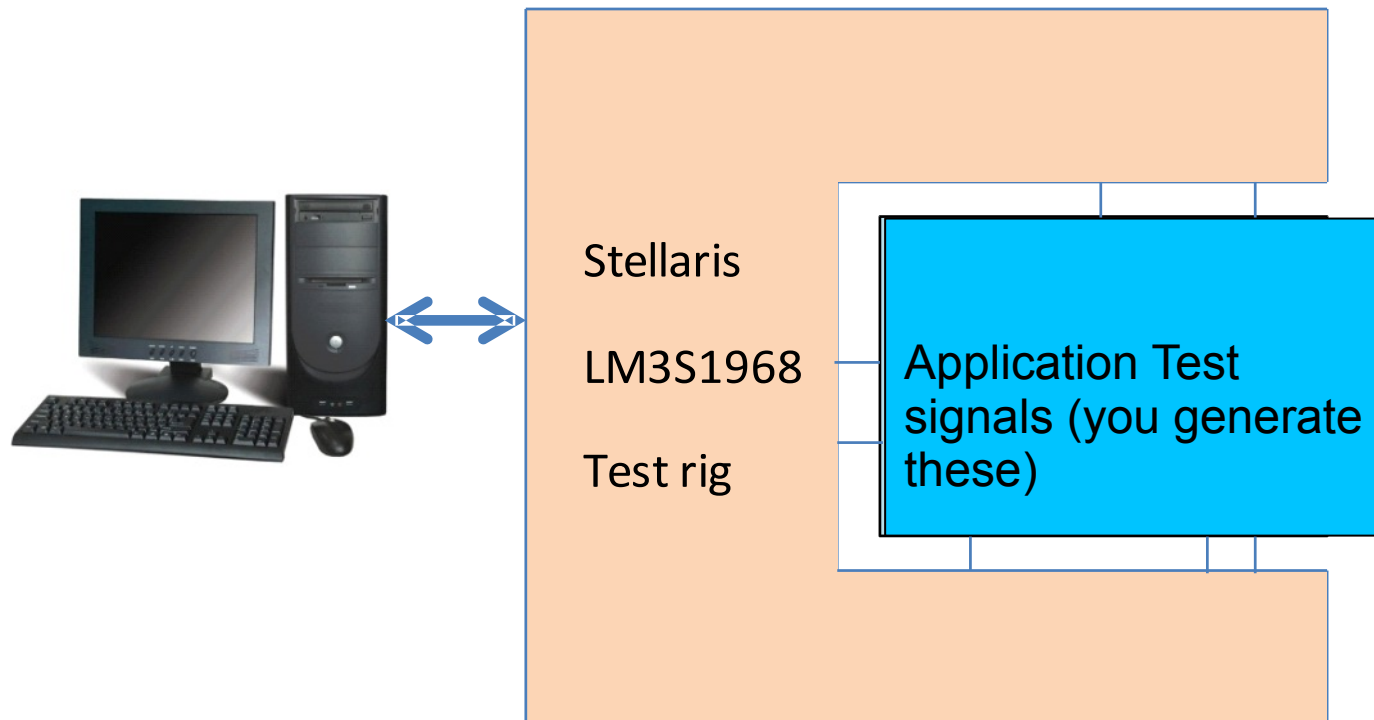 Stellaris
LM3S1968
Test rig
Application Test
signals (you generate
these)